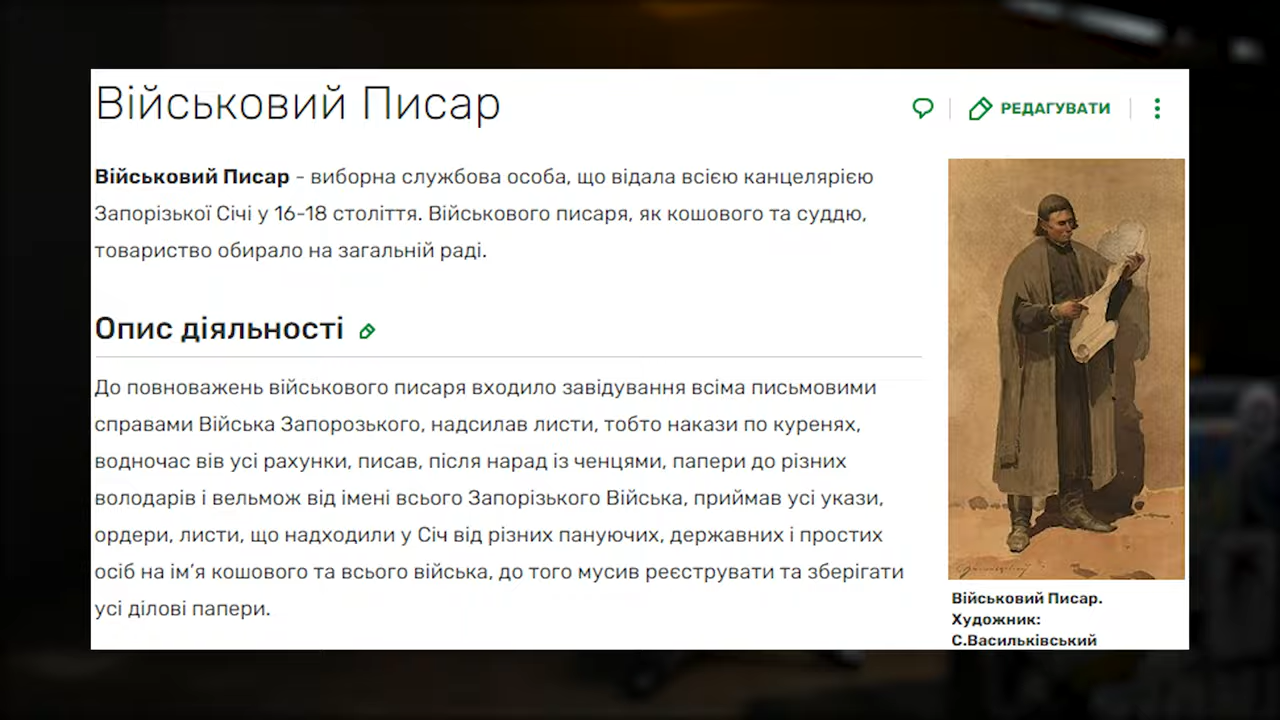 Військовий Писар
РЕДАГУВАТИ
Військовий Писар - виборна службова особа, що відала всією канцелярією
Запорізької Січі у 16-18 століття. Військового писаря, як кошового та суддю,
товариство обирало на загальній раді.
Опис діяльності
До повноважень військового писаря входило завідування всіма письмовими
справами Війська Запорозького, надсилав листи, тобто накази по куренях,
водночас вів усі рахунки, писав, після нарад із ченцями, папери до різних
володарів і вельмож від імені всього Запорізького Війська, приймав усі укази,
ордери, листи, що надходили у Січ від різних пануючих, державних і простих
осіб на ім’я кошового та всього війська, до того мусив реєструвати та зберігати
усі ділові папери.
Військовий Писар.
Художник:
С.Васильківський